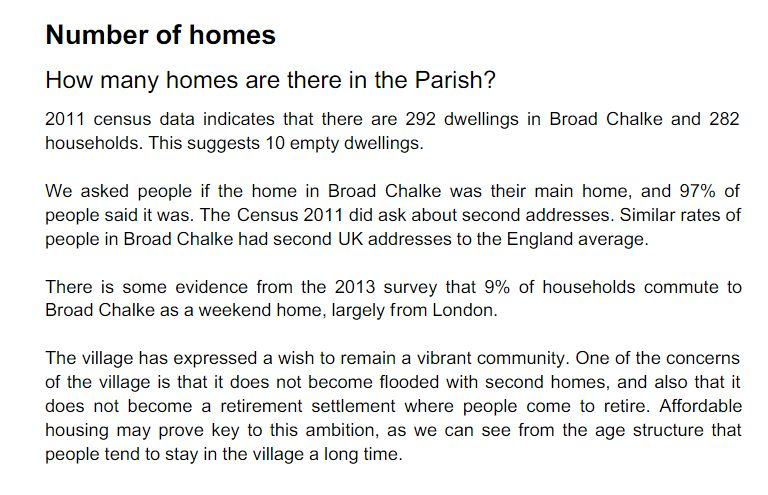 Number of homes
How many homes are there in the Parish?
2011 census data indicates that there are 292 dwellings in Broad Chalke and 282
households. This suggests 10 empty dwellings.
We asked people if the home in Broad Chalke was their main home, and 97% of
people said it was. The Census 2011 did ask about second addresses. Similar rates of
people in Broad Chalke had second UK addresses to the England average.
There is some evidence from the 2013 survey that 9% of households commute to
Broad Chalke as a weekend home, largely from London.
The village has expressed a wish to remain a vibrant community. One of the concerns
of the village is that it does not become flooded with second homes, and also that it
does not become a retirement settlement where people come to retire. Affordable
housing may prove key to this ambition, as we can see from the age structure that
people tend to stay in the village a long time.